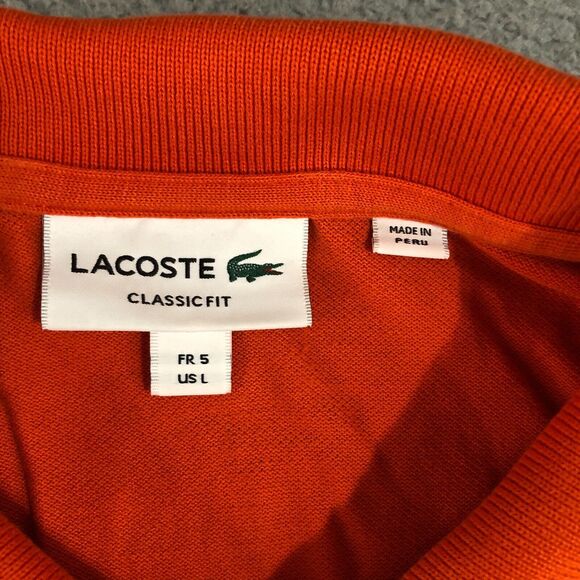 LACOSTE
CLASSIC FIT
FR 5
US L
MADE IN
PERU